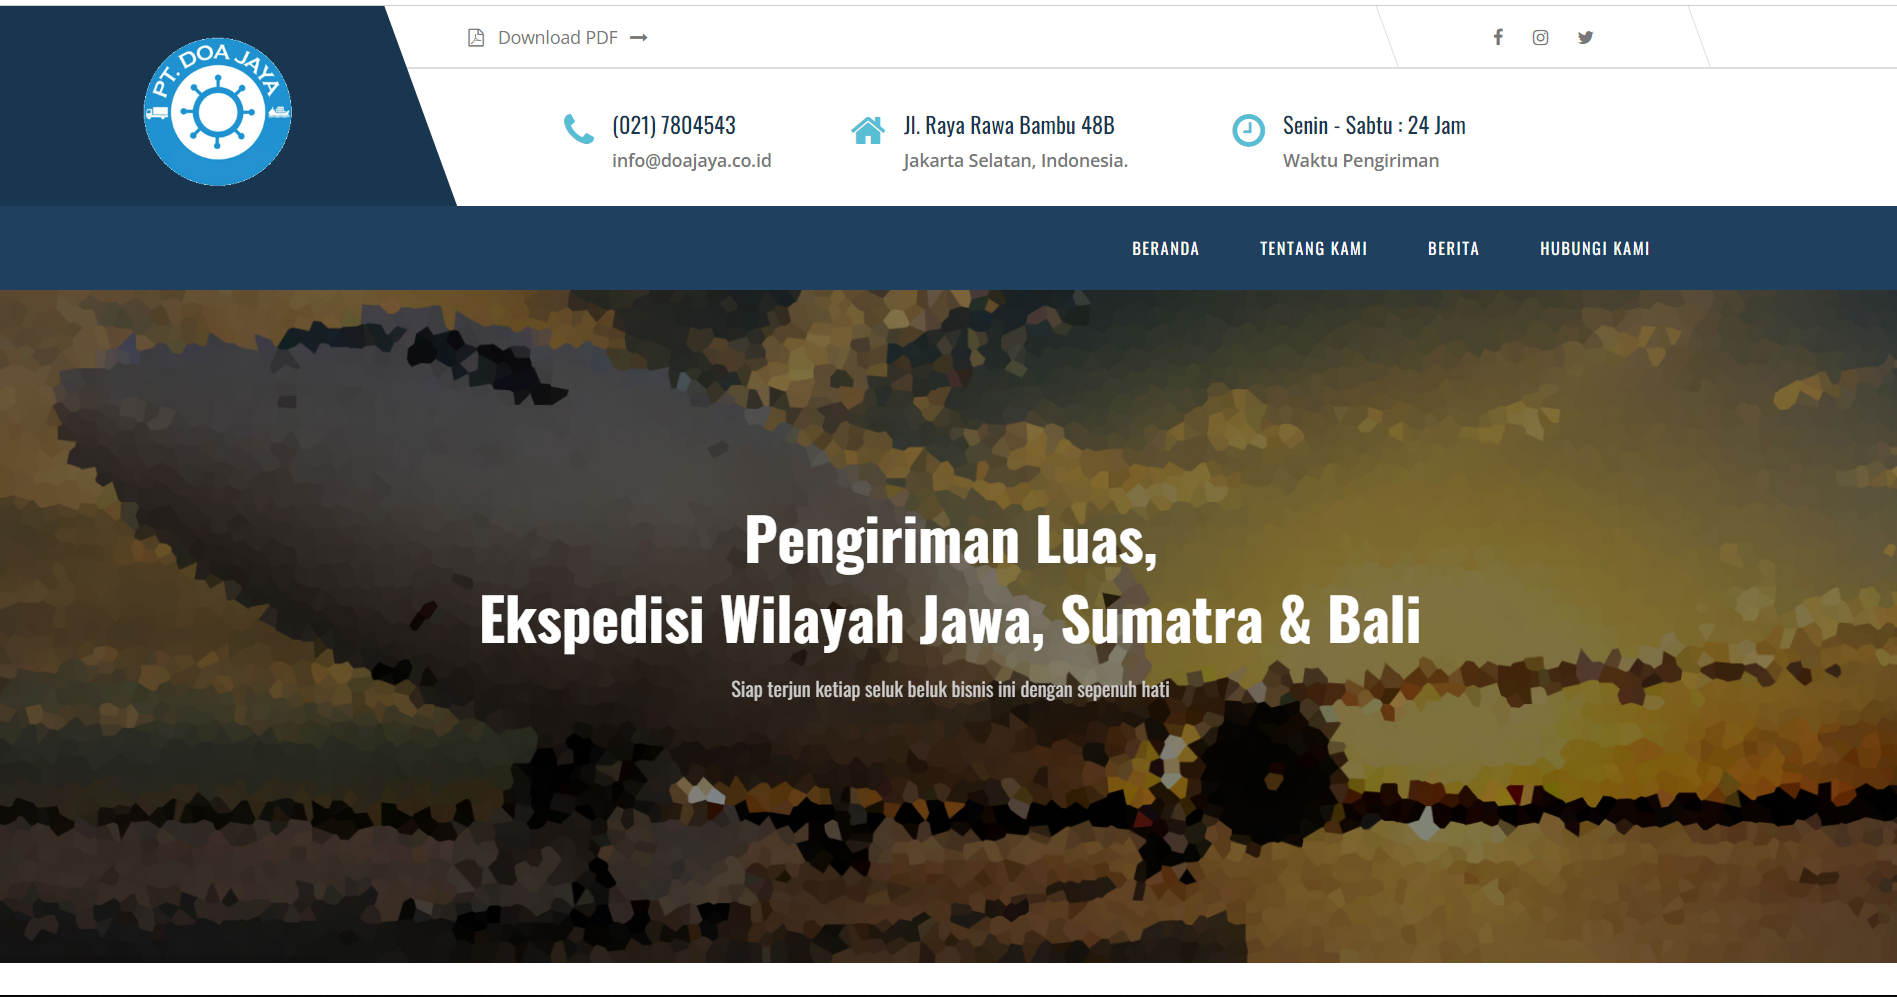 PT. DOA JAYA
Download PDF
(021) 7804543
info@doajaya.co.id
Jl. Raya Rawa Bambu 48B
Jakarta Selatan, Indonesia.
Senin - Sabtu : 24 Jam
Waktu Pengiriman
BERANDA TENTANG KAMI BERITA HUBUNGI KAMI
Pengiriman Luas,
Ekspedisi Wilayah Jawa, Sumatra & Bali
Siap terjun ketiap seluk beluk bisnis ini dengan sepenuh hati